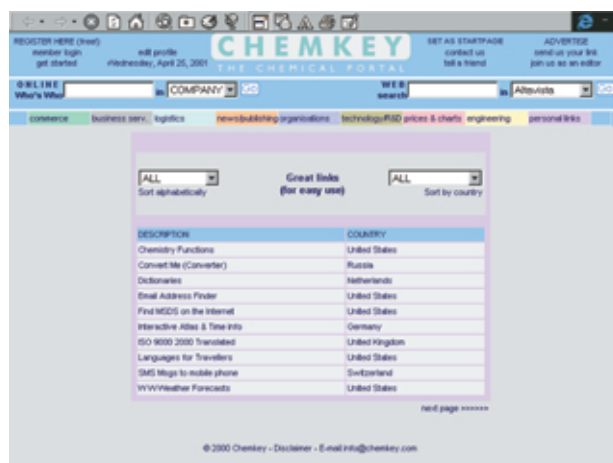 REGISTER HERE (free!)
member login
get started
edit profile
Wednesday, April 25, 2001
CHEMKEY
THE CHEMICAL PORTAL
SET AS STARTPAGE
contact us
tell a friend
ADVERTISE
send us your link
join us as an editor
ONLINE
Who's Who
in COMPANY GO
WEB
search
in Altavista GO
commerce business serv. logistics news/publishing organisations technology/R&D prices & charts engineering personal links
ALL
Sort alphabetically
Great links
(for easy use)
ALL
Sort by country
DESCRIPTION COUNTRY
Chemistry Functions United States
Convert Me (Converter) Russia
Dictionaries Netherlands
Email Address Finder United States
Find MSDS on the Internet United States
Interactive Atlas & Time info Germany
ISO 9000 2000 Translated United Kingdom
Languages for Travellers United States
SMS Msgs to mobile phone Switzerland
WWWeather Forecasts United States
next page >>>>>>
© 2000 Chemkey - Disclaimer - E-mail info@chemkey.com